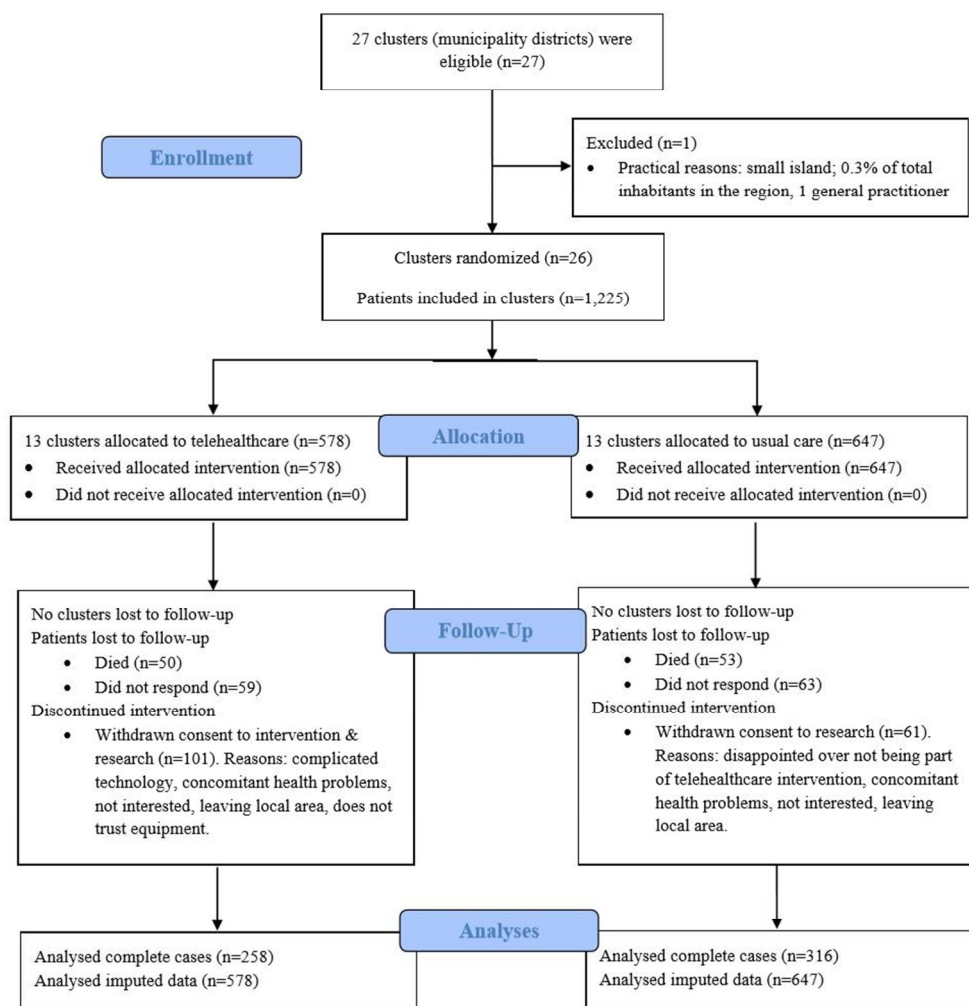 27 clusters (municipality districts) were
eligible (n=27)
Enrollment
Excluded (n=1)
• Practical reasons: small island; 0.3% of total
inhabitants in the region, 1 general practitioner
Clusters randomized (n=26)
Patients included in clusters (n=1,225)
Allocation
13 clusters allocated to telehealthcare (n=578)
• Received allocated intervention (n=578)
• Did not receive allocated intervention (n=0)
13 clusters allocated to usual care (n=647)
• Received allocated intervention (n=647)
• Did not receive allocated intervention (n=0)
Follow-Up
No clusters lost to follow-up
Patients lost to follow-up
• Died (n=50)
• Did not respond (n=59)
Discontinued intervention
• Withdrawn consent to intervention &
research (n=101). Reasons: complicated
technology, concomitant health problems,
not interested, leaving local area, does not
trust equipment.
No clusters lost to follow-up
Patients lost to follow-up
• Died (n=53)
• Did not respond (n=63)
Discontinued intervention
• Withdrawn consent to research (n=61).
Reasons: disappointed over not being part
of telehealthcare intervention, concomitant
health problems, not interested, leaving
local area.
Analyses
Analysed complete cases (n=258)
Analysed imputed data (n=578)
Analysed complete cases (n=316)
Analysed imputed data (n=647)